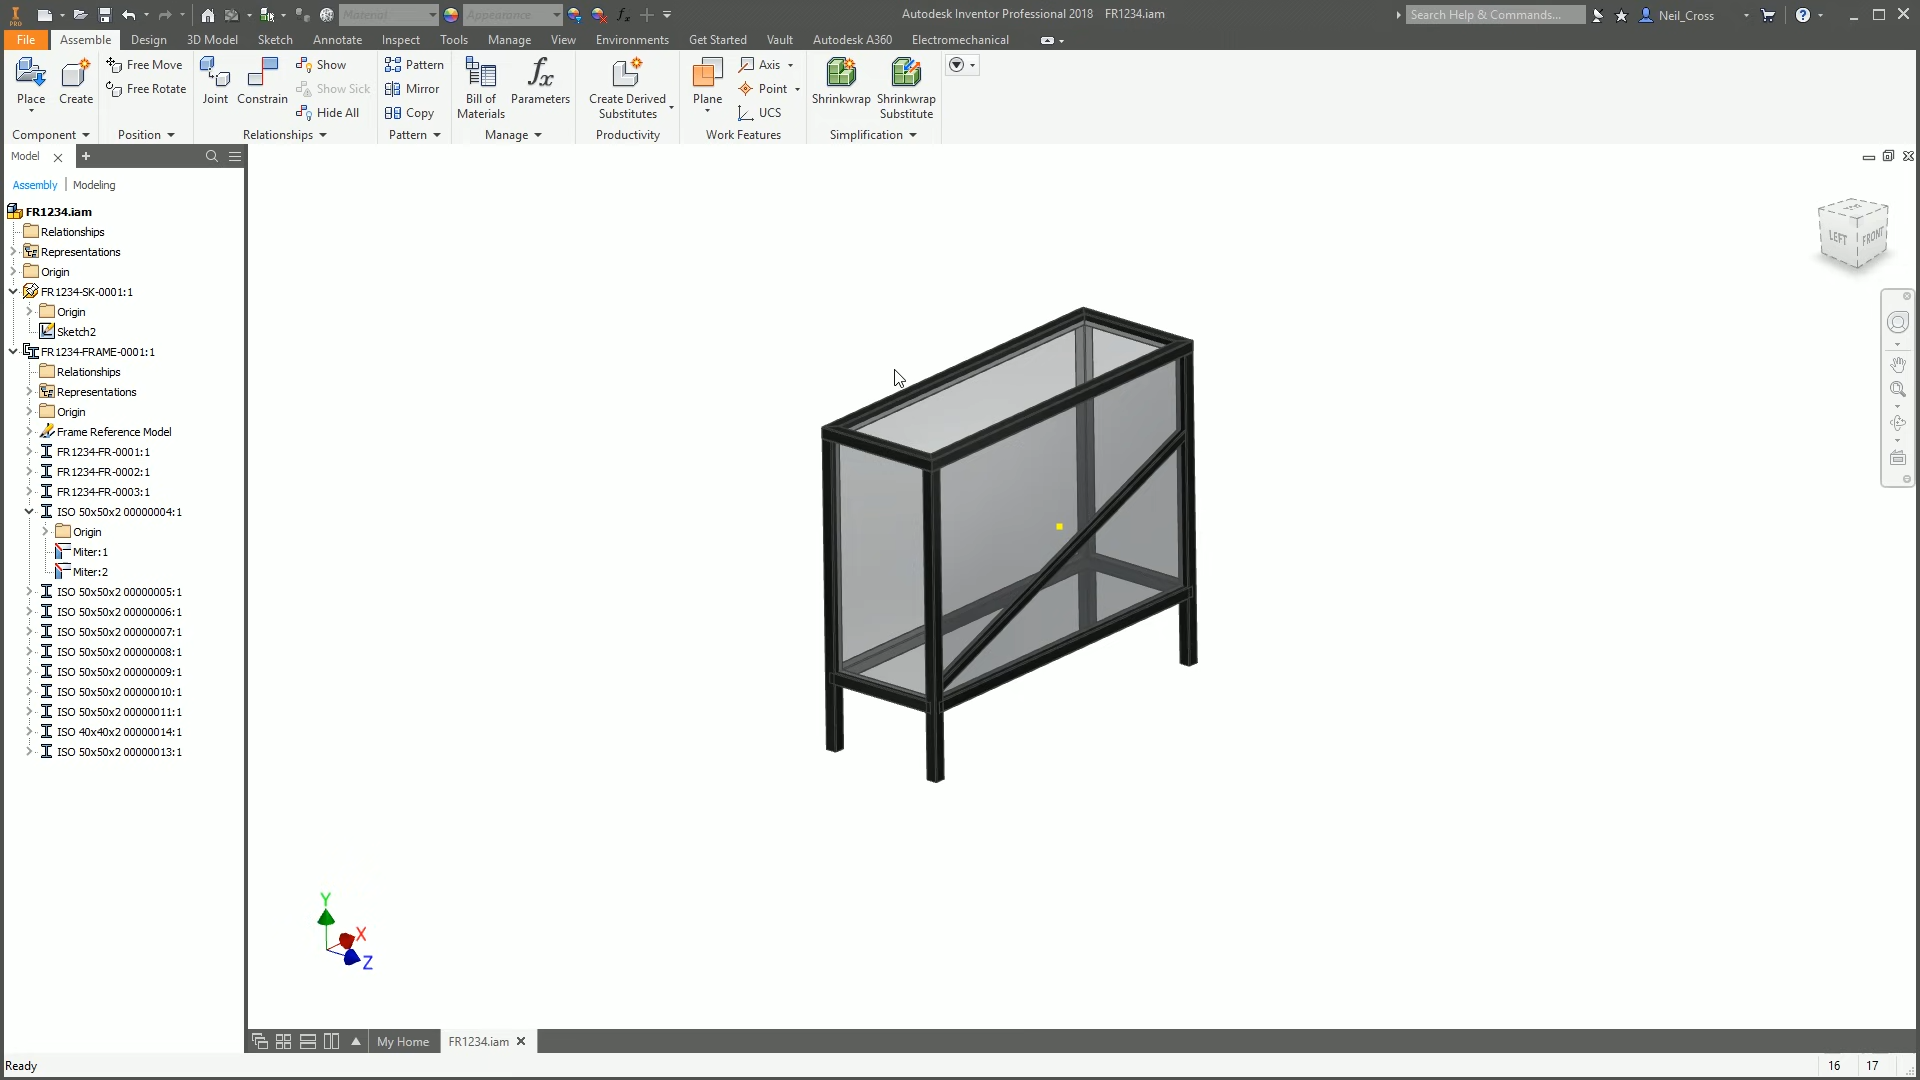 PRO
Material
Appearance
Autodesk Inventor Professional 2018 FR1234.iam
Search Help & Commands...
Neil_Cross
File
Assemble
Design
3D Model
Sketch
Annotate
Inspect
Tools
Manage
View
Environments
Get Started
Vault
Autodesk A360
Electromechanical
Place
Create
Component
Free Move
Free Rotate
Position
Joint
Constrain
Show
Show Sick
Hide All
Relationships
Pattern
Mirror
Copy
Pattern
Bill of
Materials
Parameters
Manage
Create Derived
Substitutes
Productivity
Plane
Axis
Point
UCS
Work Features
Shrinkwrap
Shrinkwrap
Substitute
Simplification
Model
Assembly | Modeling
FR1234.iam
Relationships
Representations
Origin
FR1234-SK-0001:1
Origin
Sketch2
FR1234-FRAME-0001:1
Relationships
Representations
Origin
Frame Reference Model
FR1234-FR-0001:1
FR1234-FR-0002:1
FR1234-FR-0003:1
ISO 50x50x2 00000004:1
Origin
Miter:1
Miter:2
ISO 50x50x2 00000005:1
ISO 50x50x2 00000006:1
ISO 50x50x2 00000007:1
ISO 50x50x2 00000008:1
ISO 50x50x2 00000009:1
ISO 50x50x2 00000010:1
ISO 50x50x2 00000011:1
ISO 40x40x2 00000014:1
ISO 50x50x2 00000013:1
LEFT
FRONT
Y
X
Z
My Home
FR1234.iam
Ready
16 17